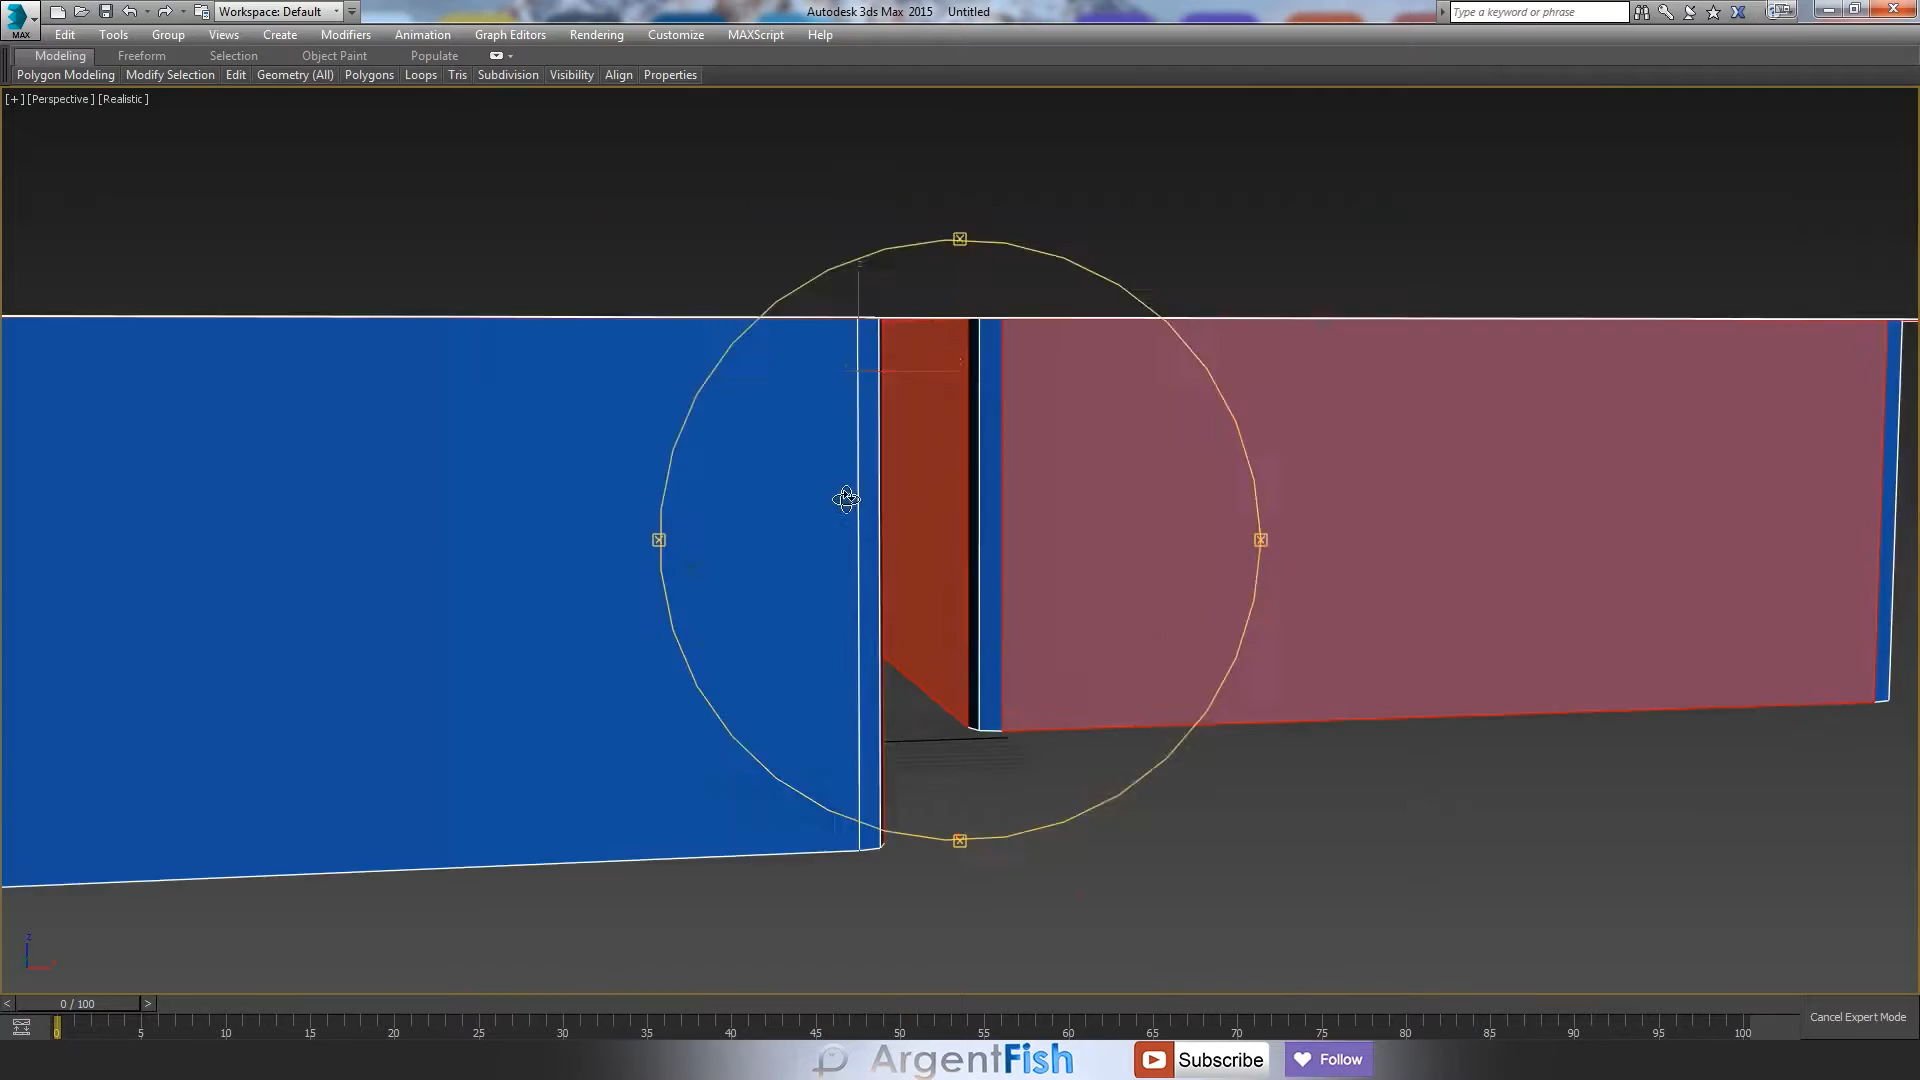 Workspace: Default
Autodesk 3ds Max 2015 Untitled
Type a keyword or phrase
MAX
Edit Tools Group Views Create Modifiers Animation Graph Editors Rendering Customize MAXScript Help
Modeling Freeform Selection Object Paint Populate
Polygon Modeling Modify Selection Edit Geometry (All) Polygons Loops Tris Subdivision Visibility Align Properties
[+] [Perspective] [Realistic]
z
< 0 / 100 >
0 5 10 15 20 25 30 35 40 45 50 55 60 65 70 75 80 85 90 95 100
Cancel Expert Mode
ArgentFish
Subscribe
Follow